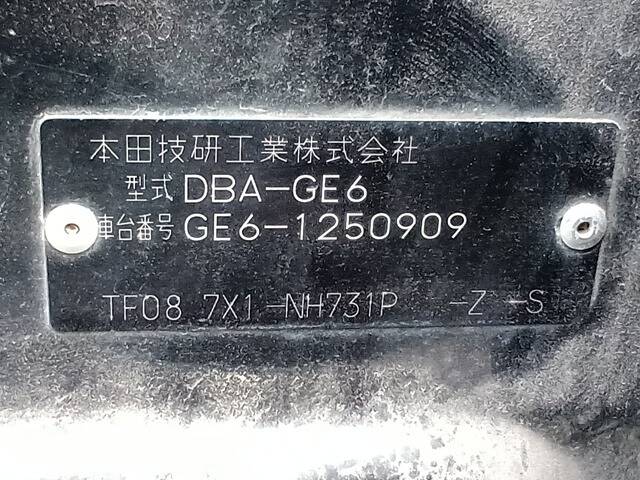 本田技研工業株式会社
型式 DBA-GE6
車台番号 GE6-1250909
TF08 7X1 -NH731P -Z -S